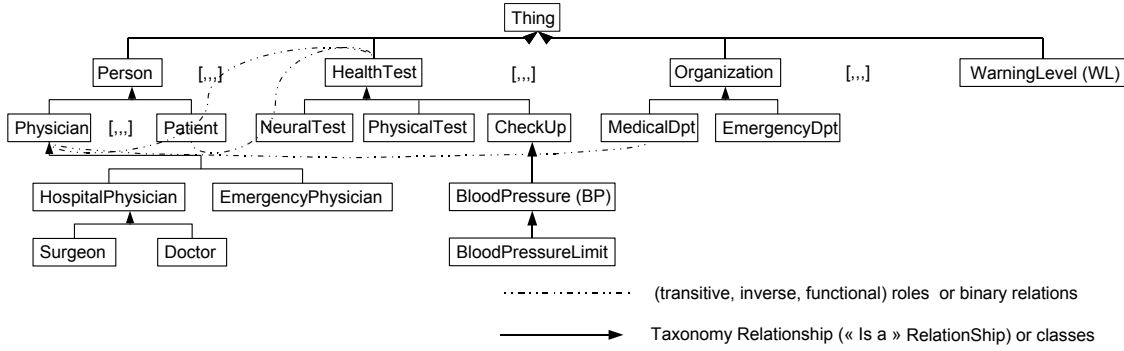 Thing
Person [,,,] HealthTest [,,,] Organization [,,,] WarningLevel (WL)
Physician [,,,] Patient NeuralTest PhysicalTest CheckUp MedicalDpt EmergencyDpt
HospitalPhysician EmergencyPhysician BloodPressure (BP)
Surgeon Doctor BloodPressureLimit
(transitive, inverse, functional) roles or binary relations
Taxonomy Relationship (« Is a » RelationShip) or classes